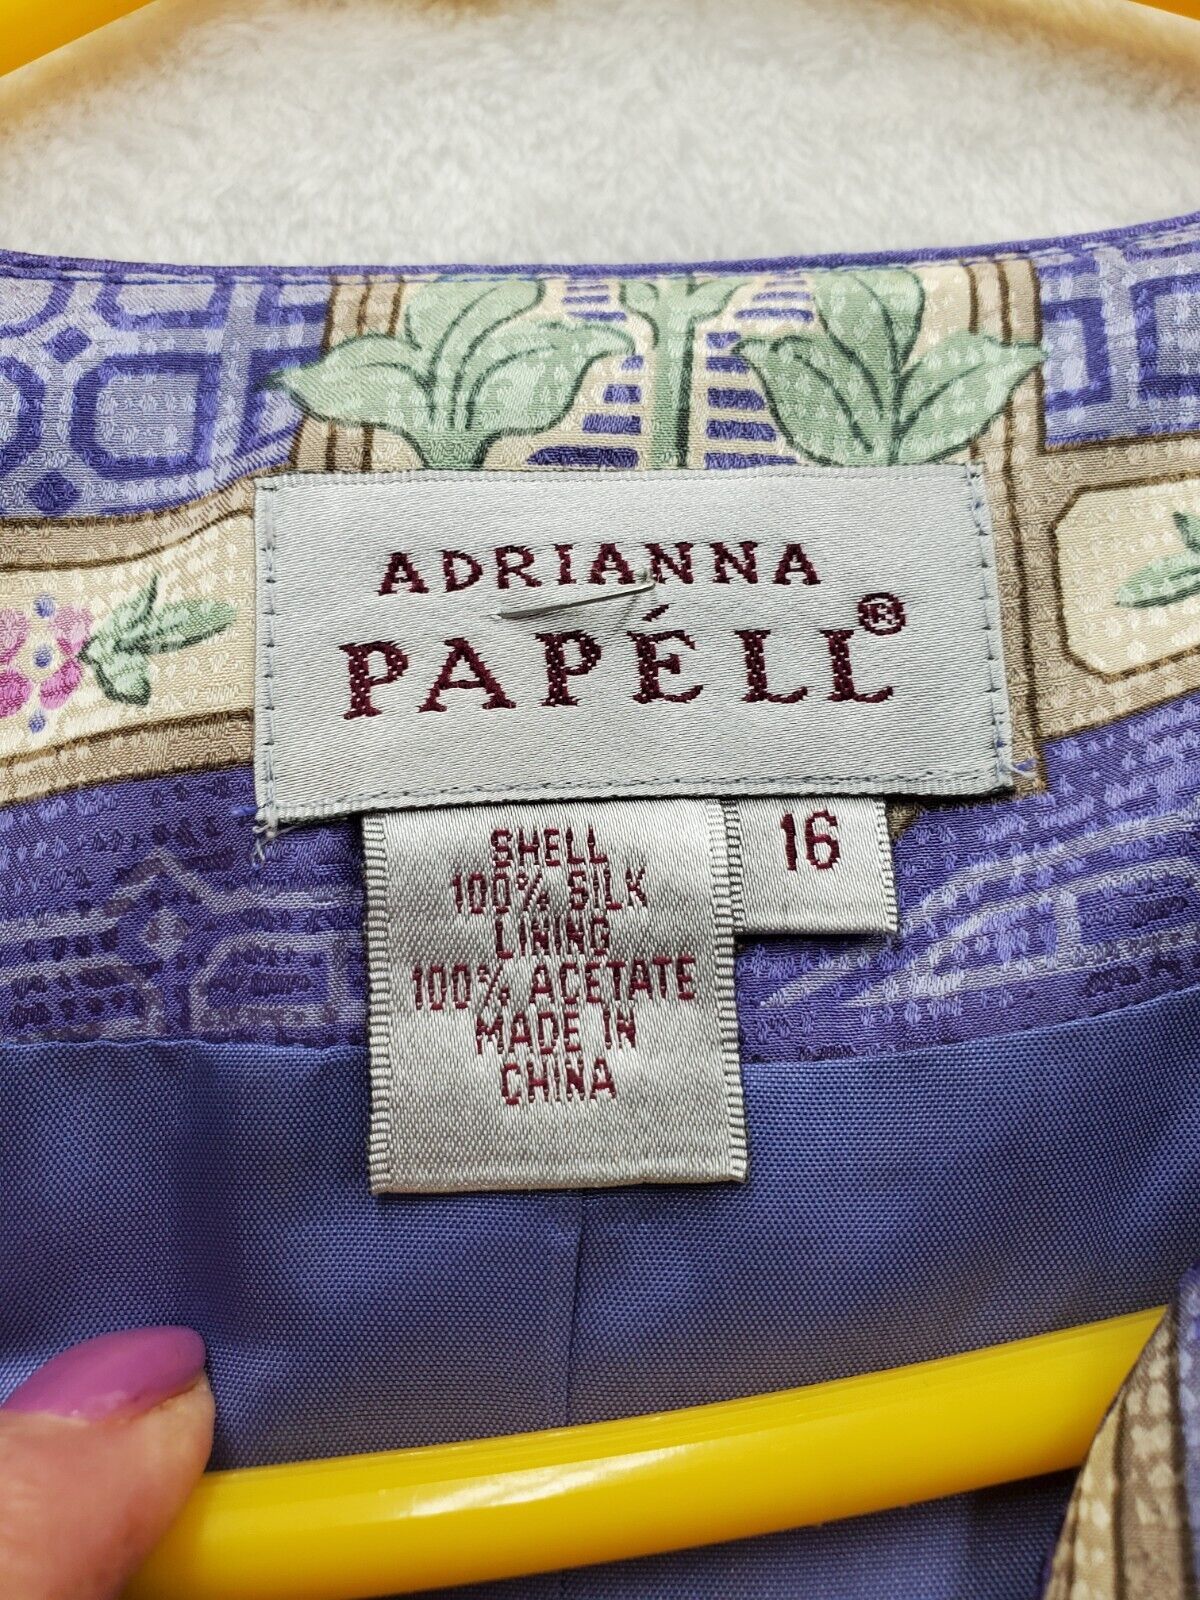 ADRIANNA
PAPÉLL®
16
SHELL
100% SILK
LINING
100% ACETATE
MADE IN
CHINA